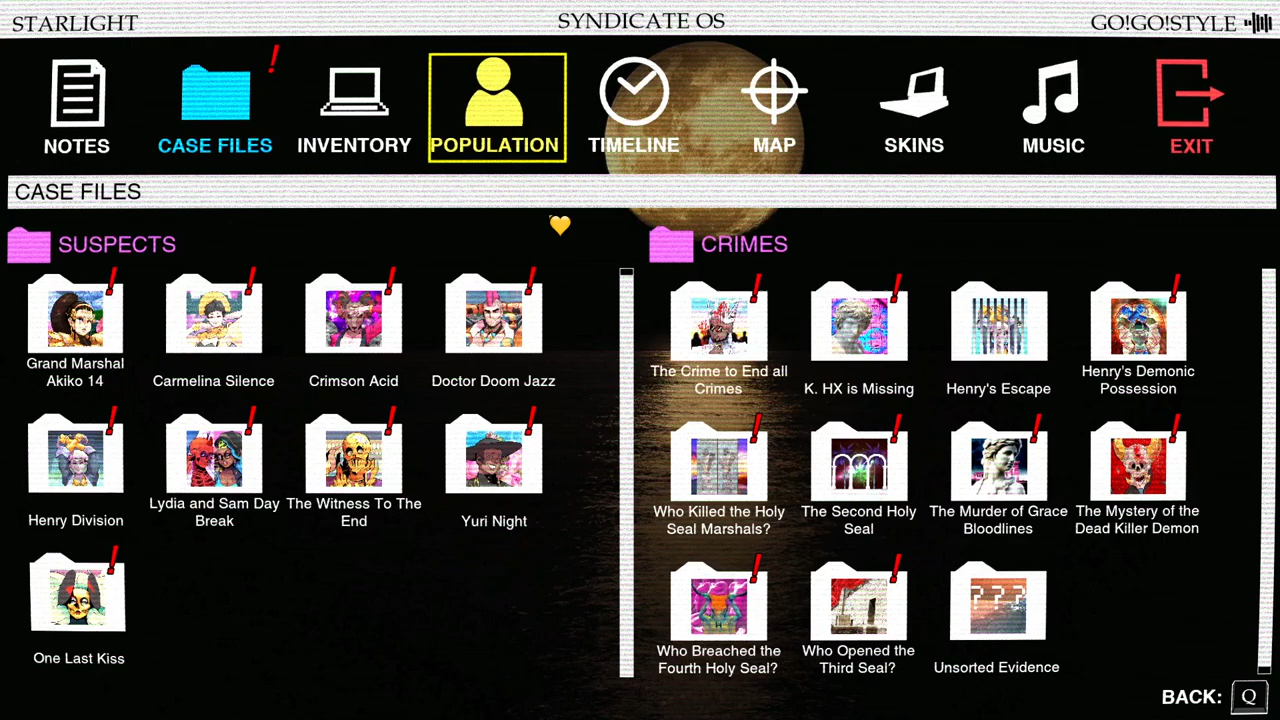 STARLIGHT
SYNDICATE OS
GO!GO!STYLE
NOTES
CASE FILES
INVENTORY
POPULATION
TIMELINE
MAP
SKINS
MUSIC
EXIT
CASE FILES
SUSPECTS
Grand Marshal
Akiko 14
Carmelina Silence
Crimson Acid
Doctor Doom Jazz
Henry Division
Lydia and Sam Day
Break
The Witness To The
End
Yuri Night
One Last Kiss
CRIMES
The Crime to End all
Crimes
K. HX is Missing
Henry's Escape
Henry's Demonic
Possession
Who Killed the Holy
Seal Marshals?
The Second Holy
Seal
The Murder of Grace
Bloodlines
The Mystery of the
Dead Killer Demon
Who Breached the
Fourth Holy Seal?
Who Opened the
Third Seal?
???
Unsorted Evidence
BACK: Q